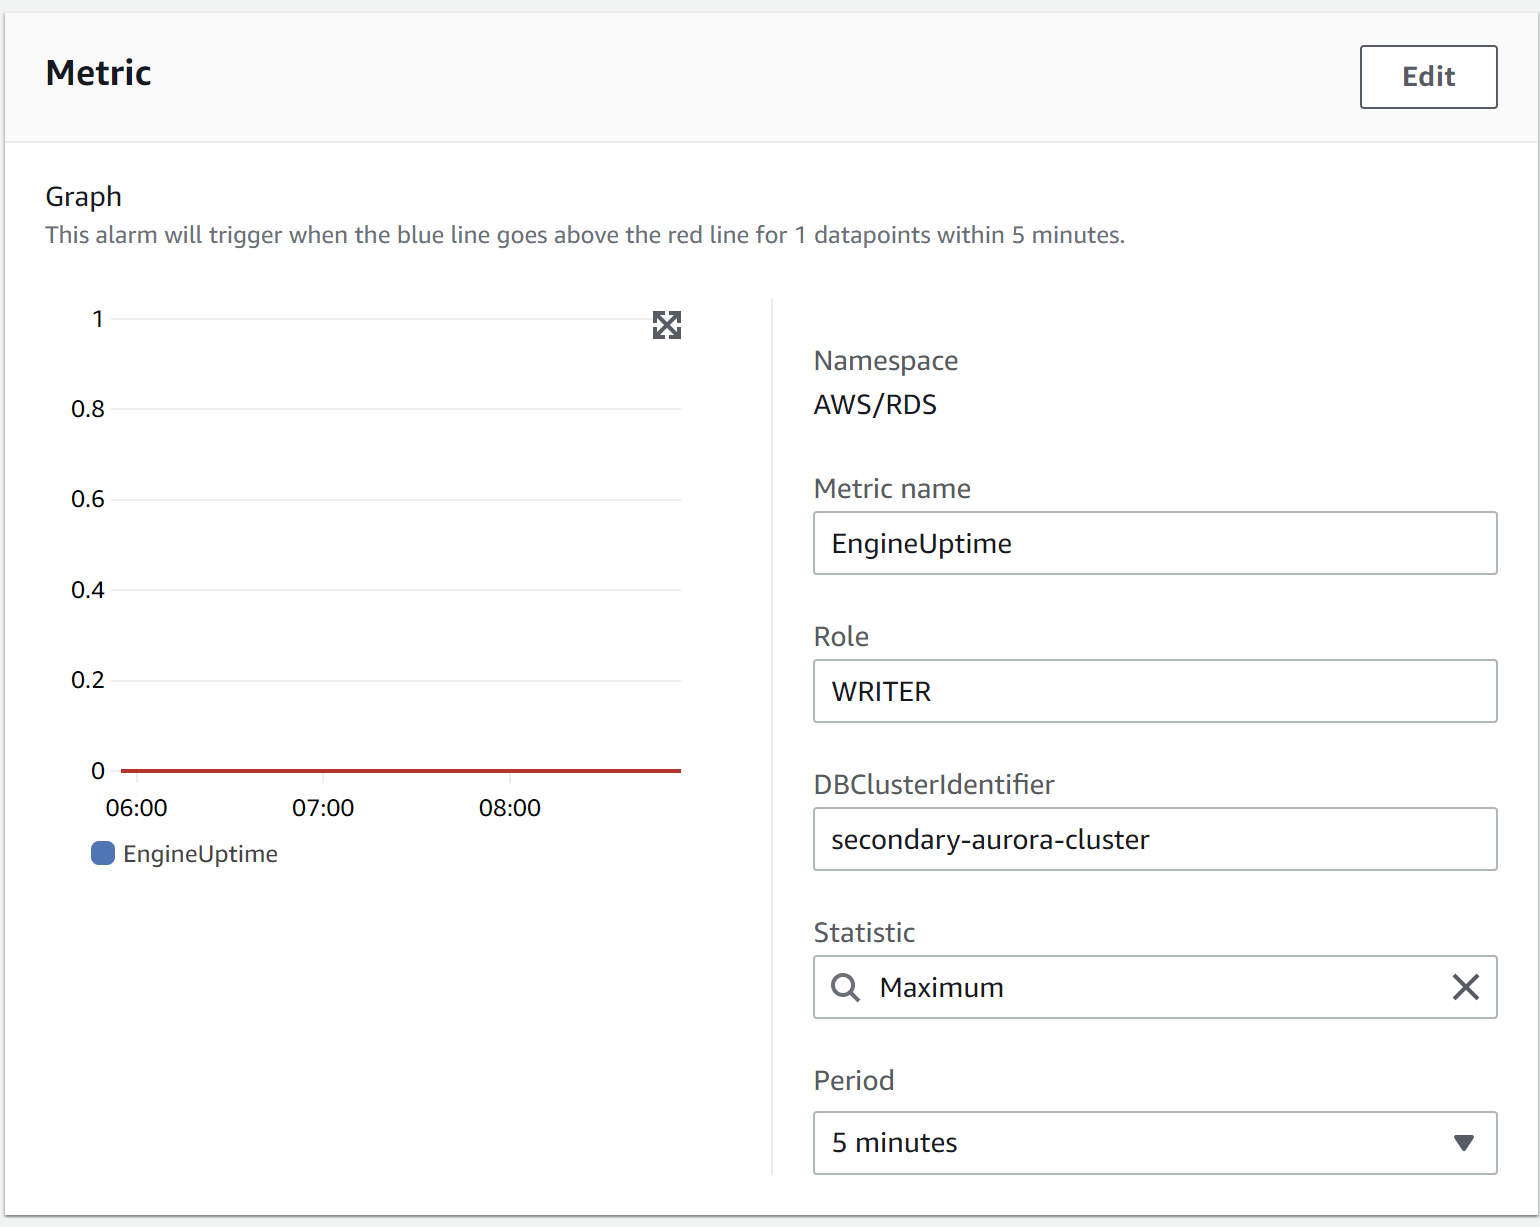 Metric
Edit
Graph
This alarm will trigger when the blue line goes above the red line for 1 datapoints within 5 minutes.
1
0.8
0.6
0.4
0.2
0
06:00 07:00 08:00
EngineUptime
Namespace
AWS/RDS
Metric name
EngineUptime
Role
WRITER
DBClusterIdentifier
secondary-aurora-cluster
Statistic
Maximum
Period
5 minutes